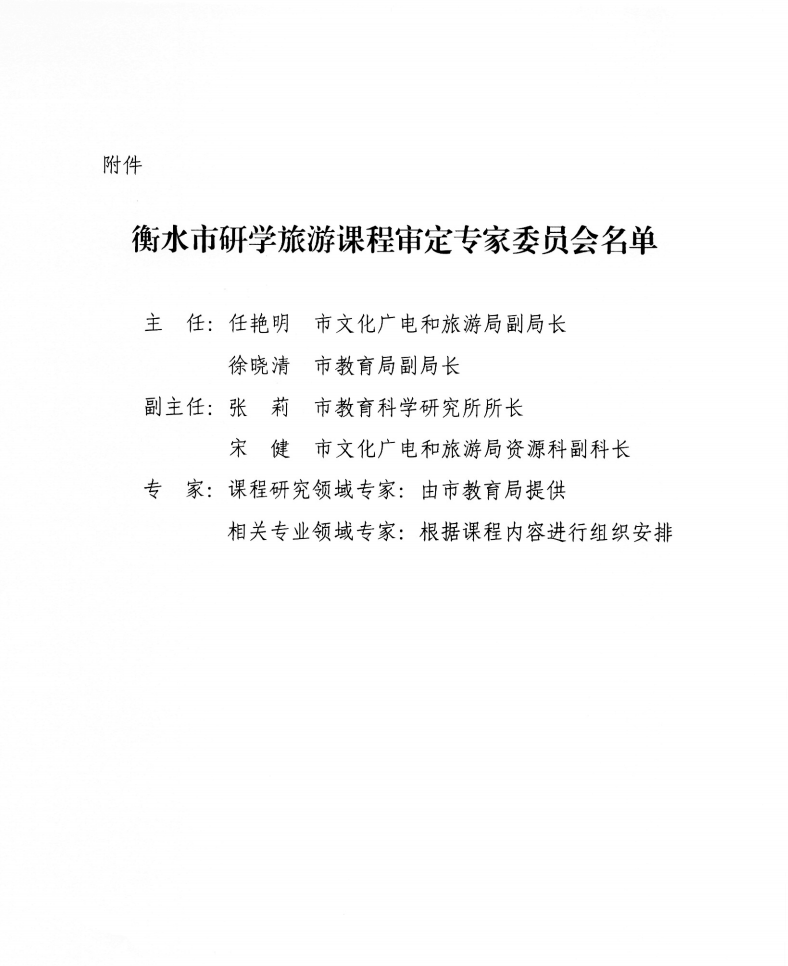 附件
衡水市研学旅游课程审定专家委员会名单
主　任：任艳明　市文化广电和旅游局副局长
徐晓清　市教育局副局长
副主任：张　莉　市教育科学研究所所长
宋　健　市文化广电和旅游局资源科副科长
专　家：课程研究领域专家：由市教育局提供
相关专业领域专家：根据课程内容进行组织安排